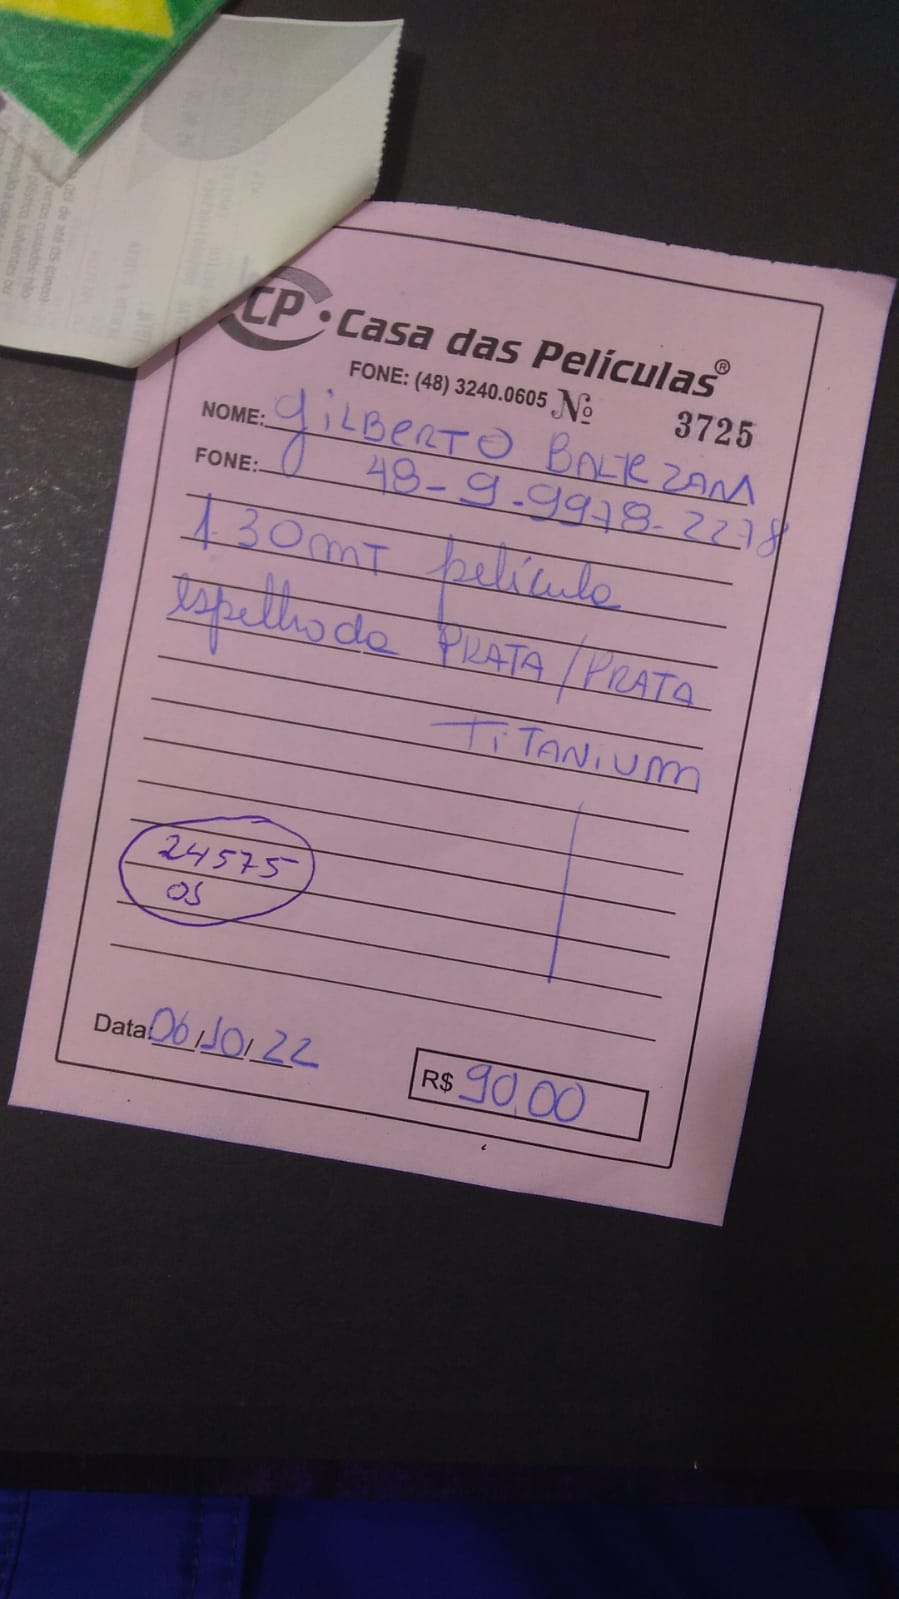 CP • Casa das Películas®
FONE: (48) 3240.0605 Nº 3725
NOME: GILBERTO BALRZAM
FONE: 48-9-9978-2278
1.30MT película
espelhada PRATA/PRATA
TITANIUM
24575
OS
Data: 06/10/22
R$ 90,00